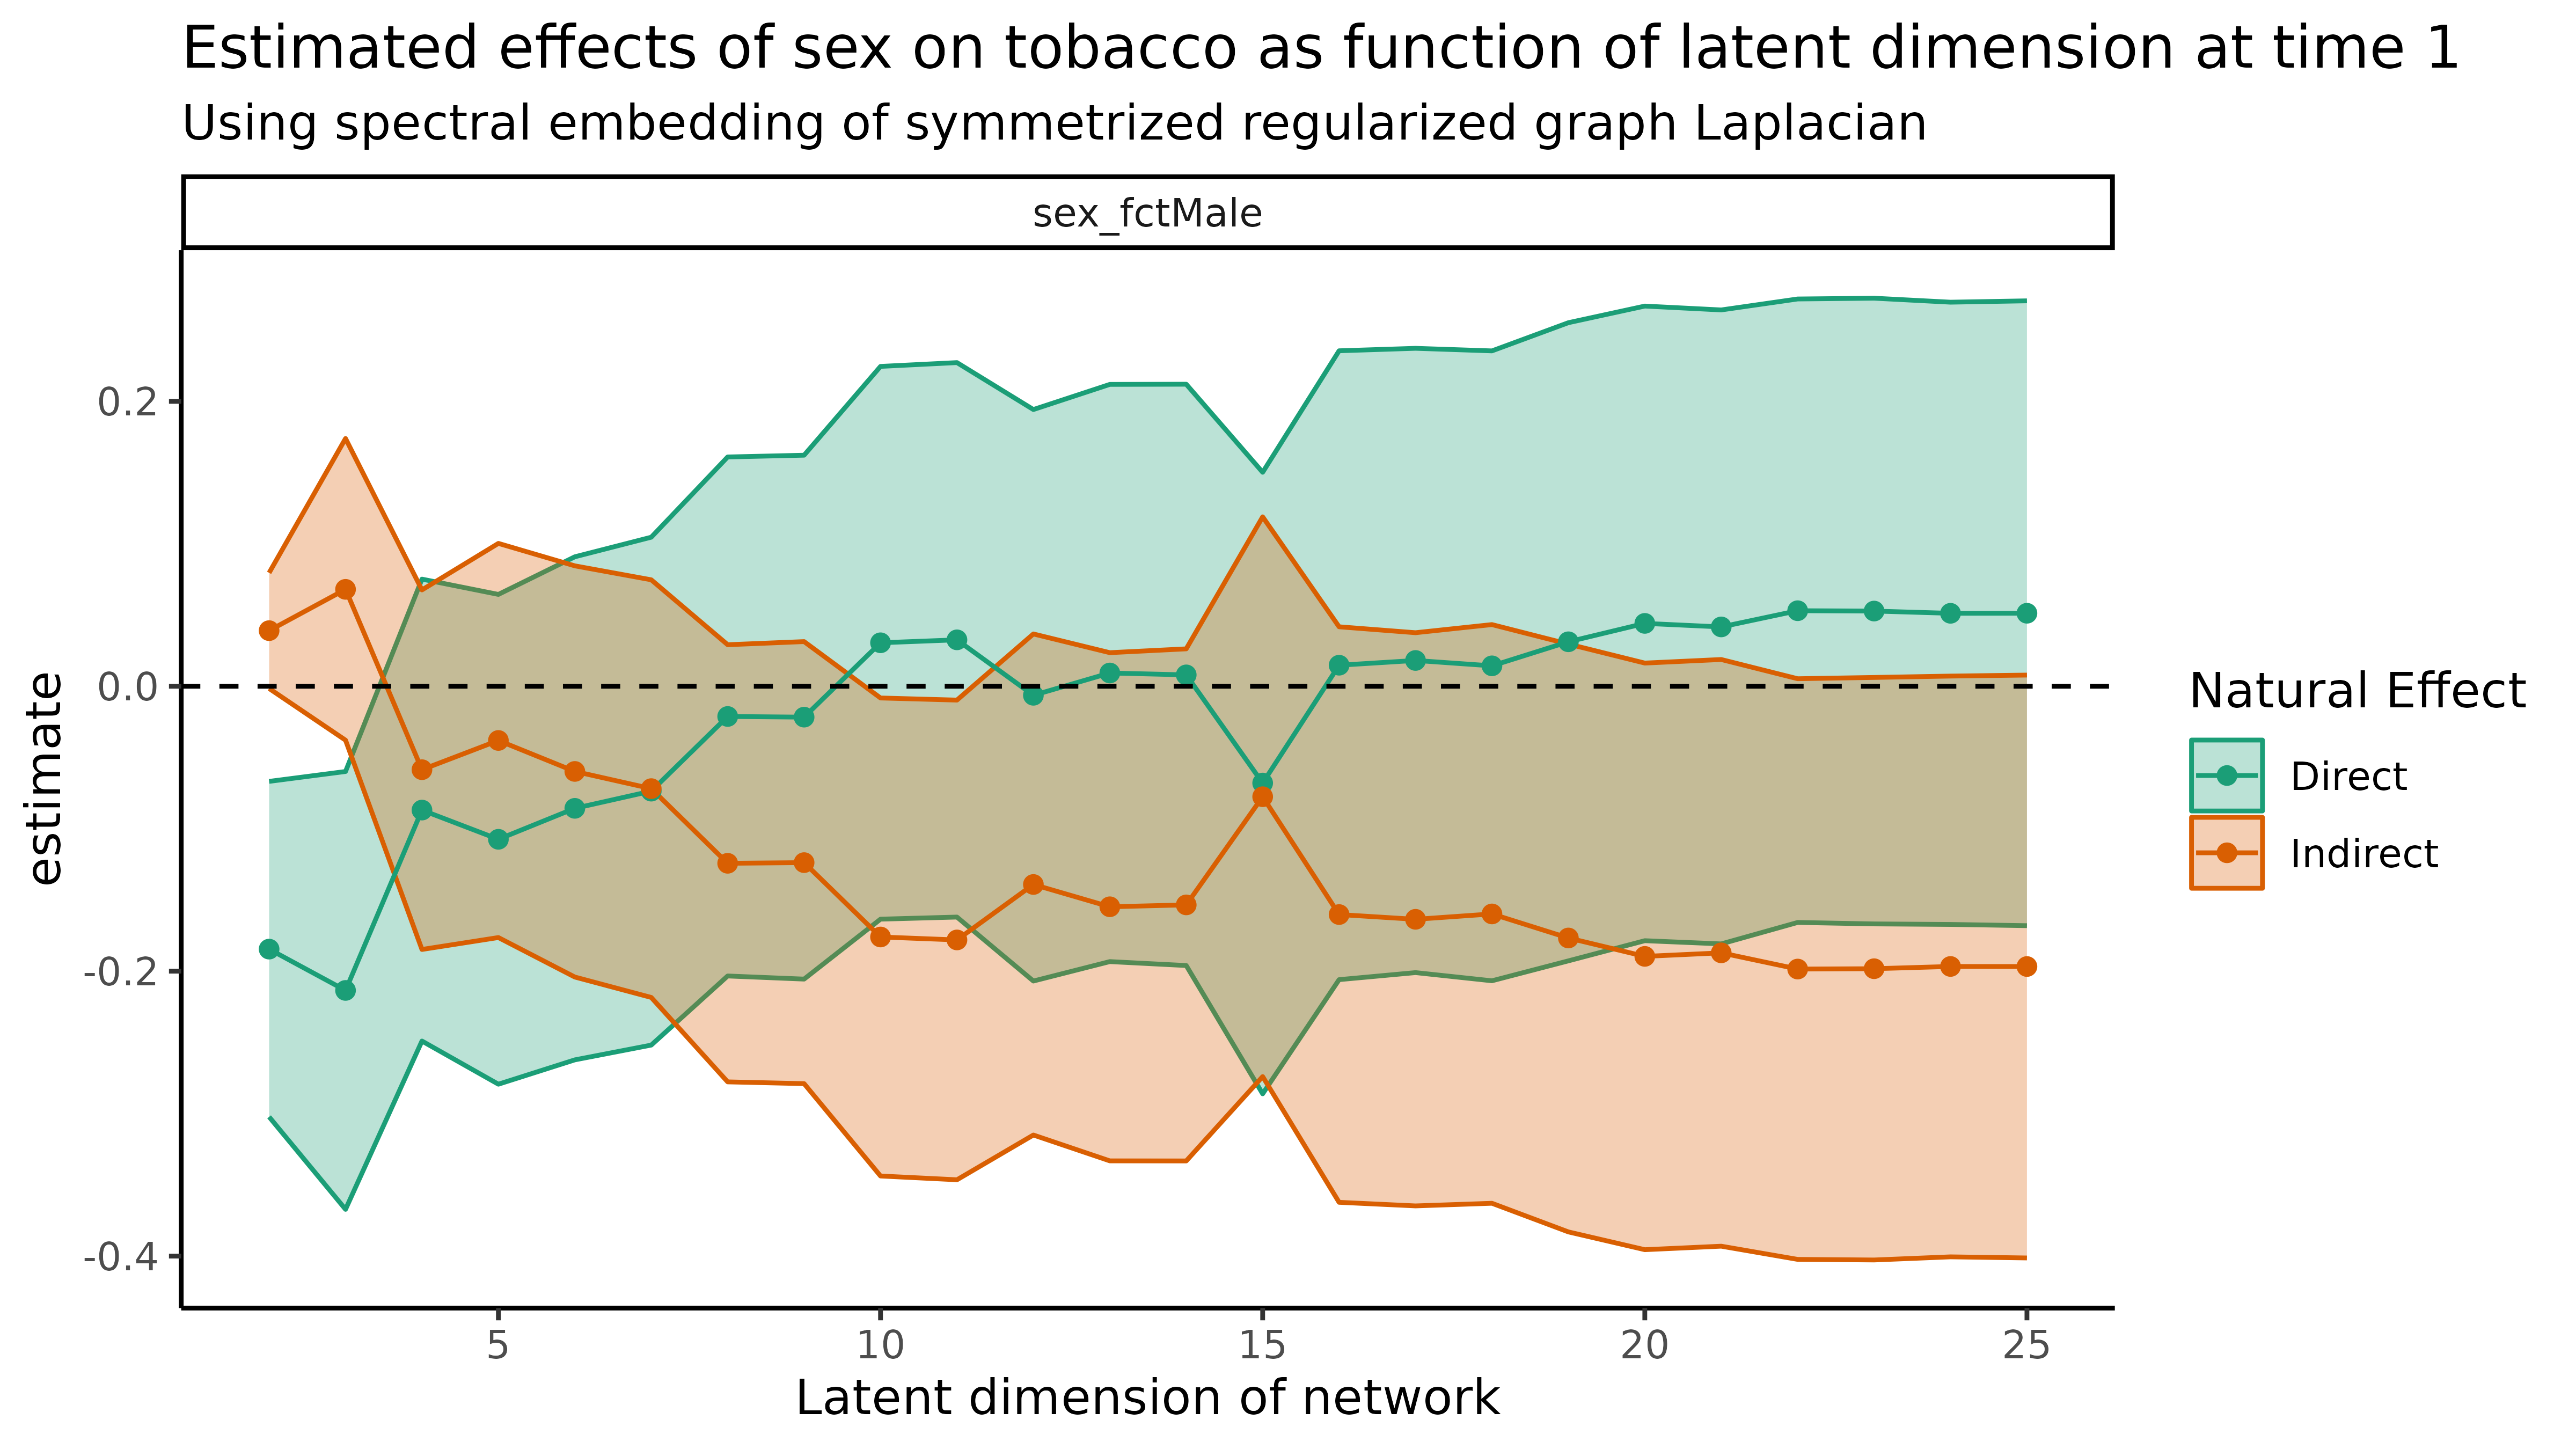 Estimated effects of sex on tobacco as function of latent dimension at time 1
Using spectral embedding of symmetrized regularized graph Laplacian
sex_fctMale
0.2
0.0
-0.2
-0.4
estimate
5
10
15
20
25
Latent dimension of network
Natural Effect
Direct
Indirect